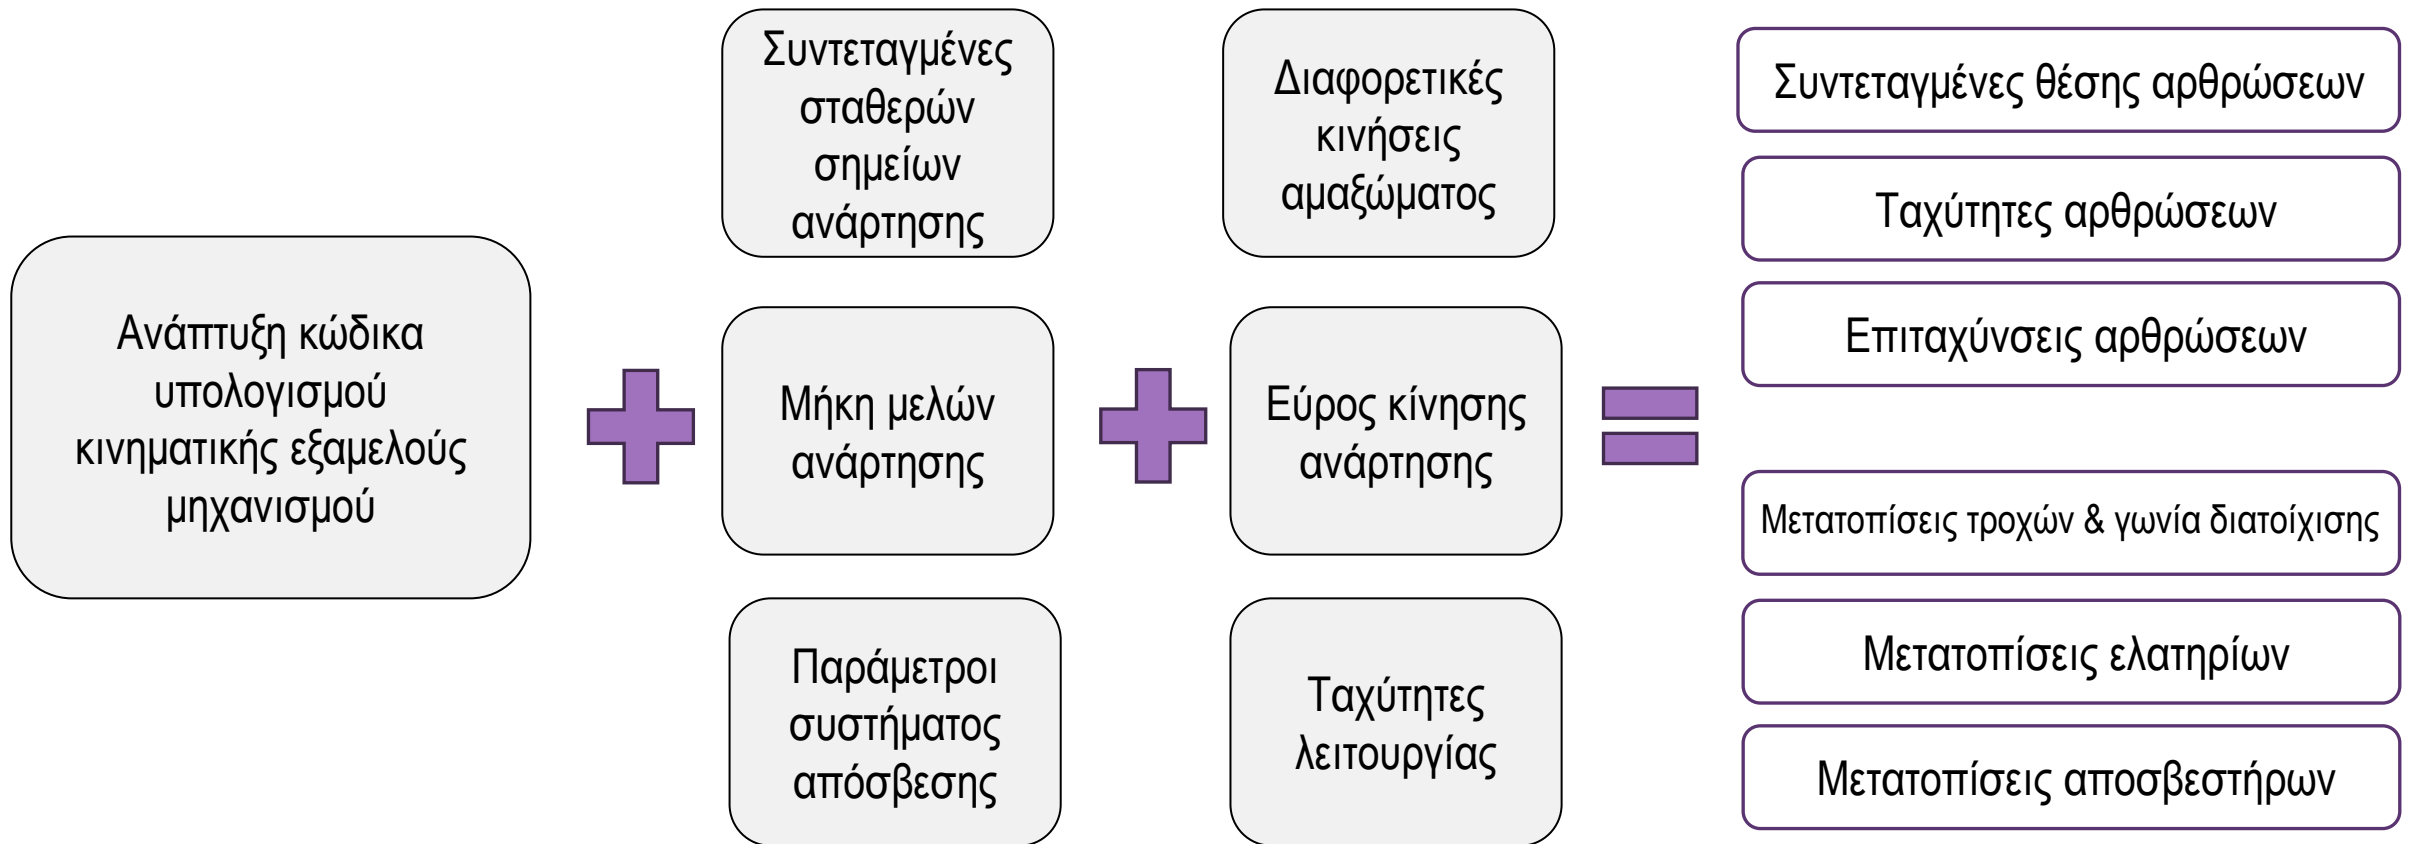 Ανάπτυξη κώδικα
υπολογισμού
κινηματικής εξαμελούς
μηχανισμού
Συντεταγμένες
σταθερών
σημείων
ανάρτησης
Μήκη μελών
ανάρτησης
Παράμετροι
συστήματος
απόσβεσης
Διαφορετικές
κινήσεις
αμαξώματος
Εύρος κίνησης
ανάρτησης
Ταχύτητες
λειτουργίας
Συντεταγμένες θέσης αρθρώσεων
Ταχύτητες αρθρώσεων
Επιταχύνσεις αρθρώσεων
Μετατοπίσεις τροχών & γωνία διατοίχισης
Μετατοπίσεις ελατηρίων
Μετατοπίσεις αποσβεστήρων